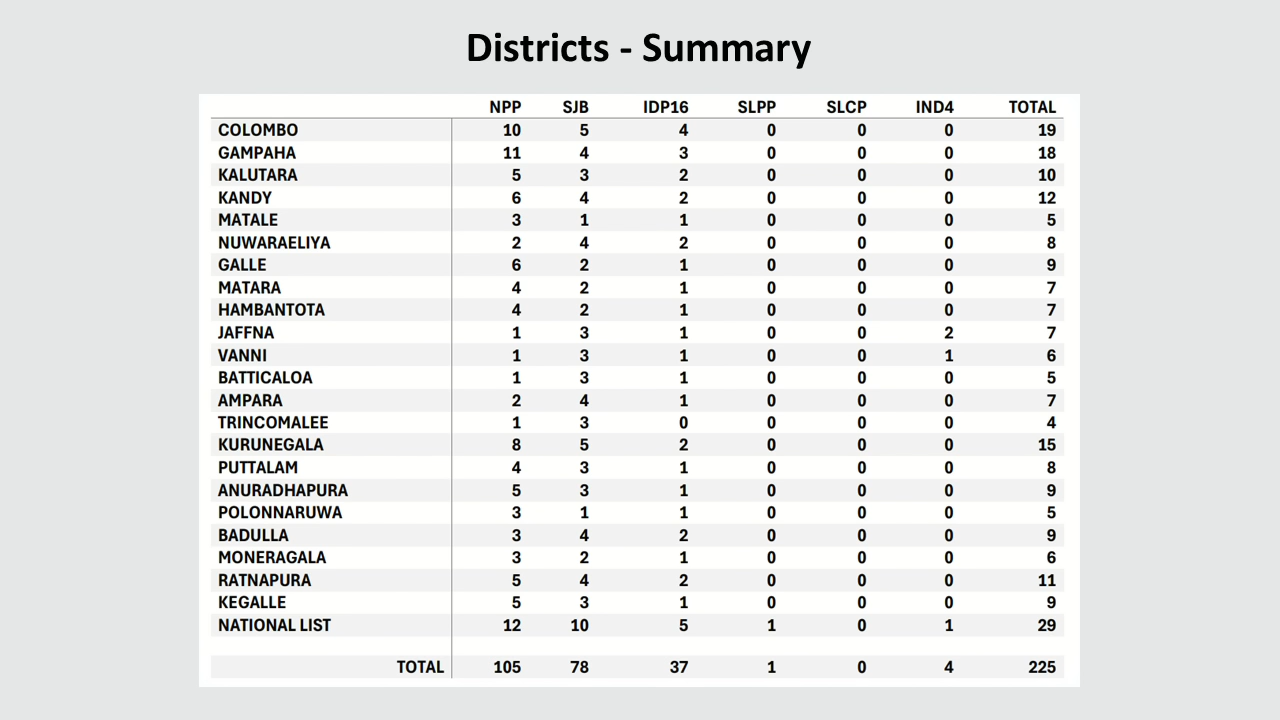 Districts - Summary
NPP SJB IDP16 SLPP SLCP IND4 TOTAL
COLOMBO 10 5 4 0 0 0 19
GAMPAHA 11 4 3 0 0 0 18
KALUTARA 5 3 2 0 0 0 10
KANDY 6 4 2 0 0 0 12
MATALE 3 1 1 0 0 0 5
NUWARAELIYA 2 4 2 0 0 0 8
GALLE 6 2 1 0 0 0 9
MATARA 4 2 1 0 0 0 7
HAMBANTOTA 4 2 1 0 0 0 7
JAFFNA 1 3 1 0 0 2 7
VANNI 1 3 1 0 0 1 6
BATTICALOA 1 3 1 0 0 0 5
AMPARA 2 4 1 0 0 0 7
TRINCOMALEE 1 3 0 0 0 0 4
KURUNEGALA 8 5 2 0 0 0 15
PUTTALAM 4 3 1 0 0 0 8
ANURADHAPURA 5 3 1 0 0 0 9
POLONNARUWA 3 1 1 0 0 0 5
BADULLA 3 4 2 0 0 0 9
MONERAGALA 3 2 1 0 0 0 6
RATNAPURA 5 4 2 0 0 0 11
KEGALLE 5 3 1 0 0 0 9
NATIONAL LIST 12 10 5 1 0 1 29
TOTAL 105 78 37 1 0 4 225